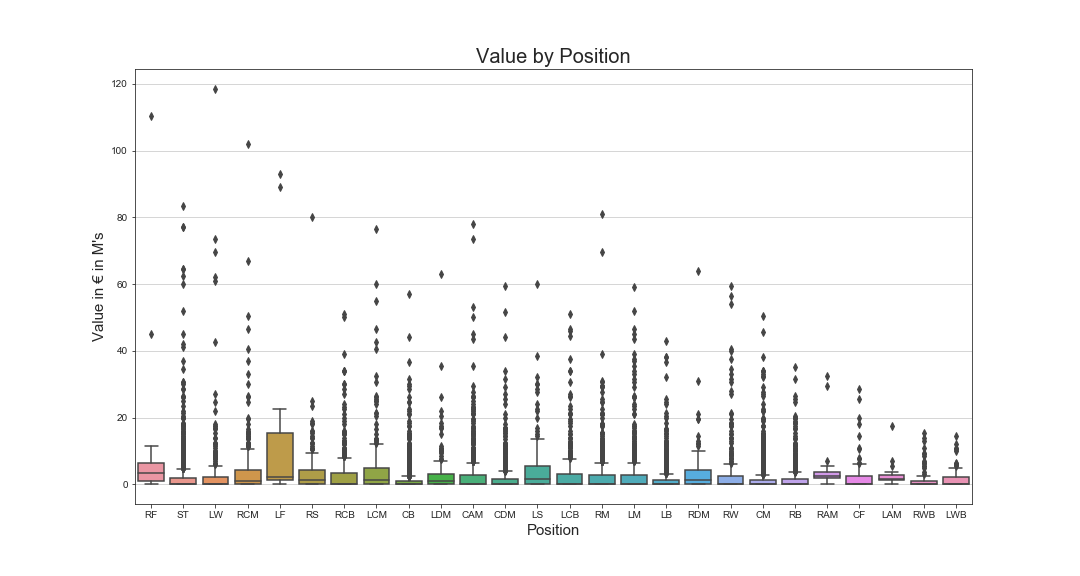 Value by Position
120
100
80
60
40
20
0
Value in € in M's
RF ST LW RCM LF RS RCB LCM CB LDM CAM CDM LS LCB RM LM LB RDM RW CM RB RAM CF LAM RWB LWB
Position